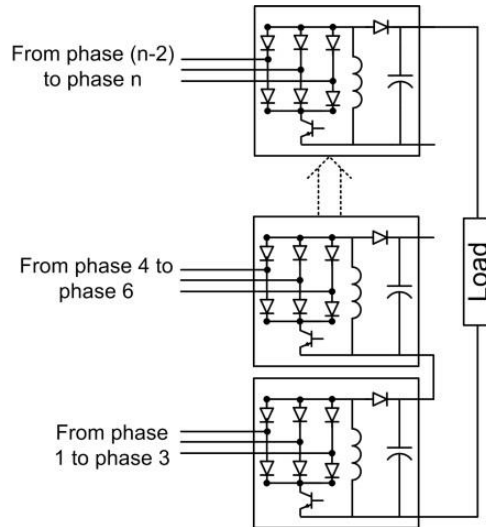 From phase (n-2)
to phase n
From phase 4 to
phase 6
Load
From phase
1 to phase 3